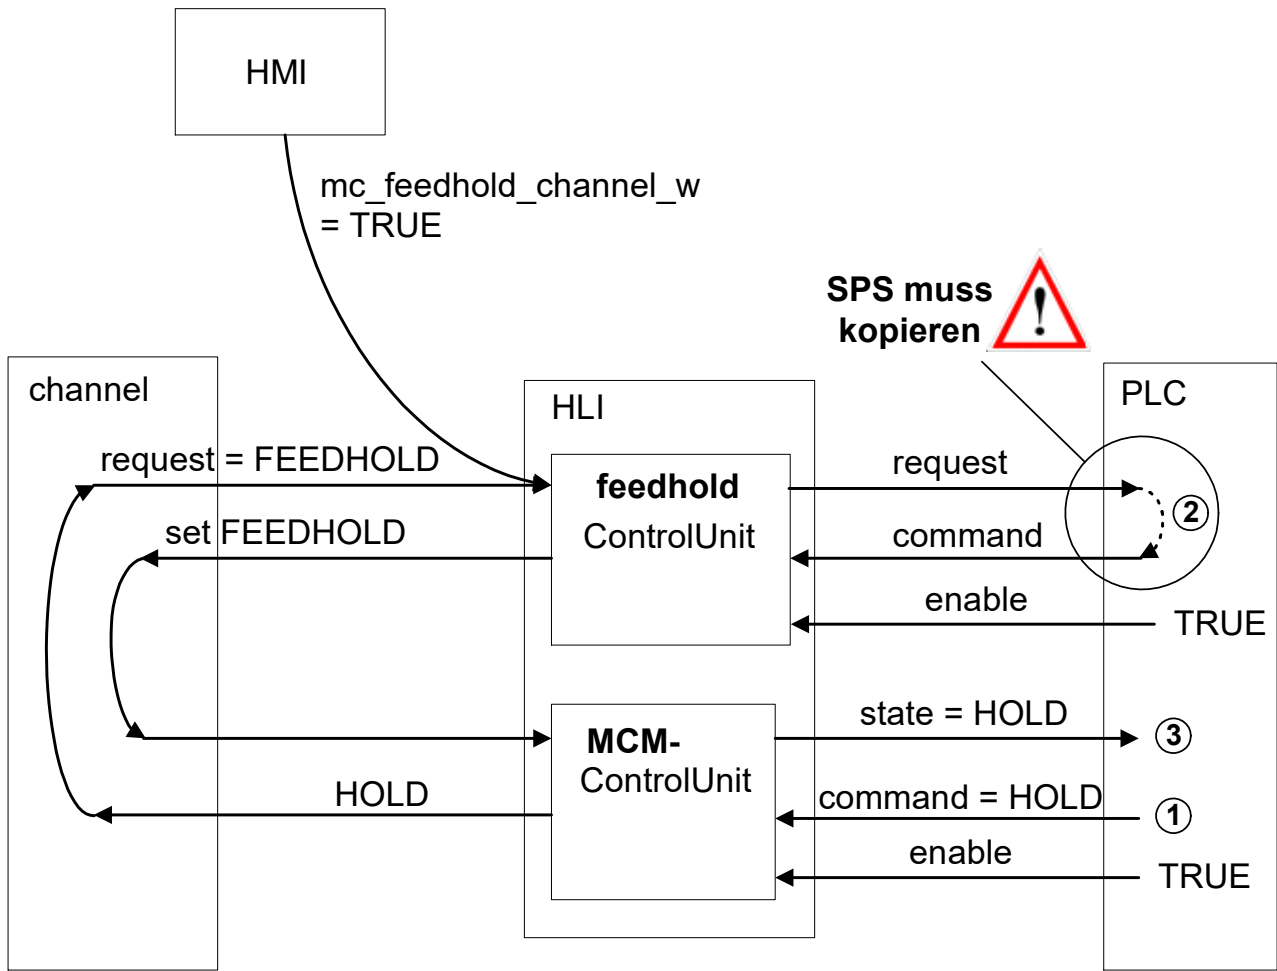 HMI
mc_feedhold_channel_w
= TRUE
SPS muss
kopieren
channel
HLI
PLC
request = FEEDHOLD
feedhold
ControlUnit
request
set FEEDHOLD
command
2
enable
TRUE
MCM-
ControlUnit
state = HOLD
3
HOLD
command = HOLD
1
enable
TRUE